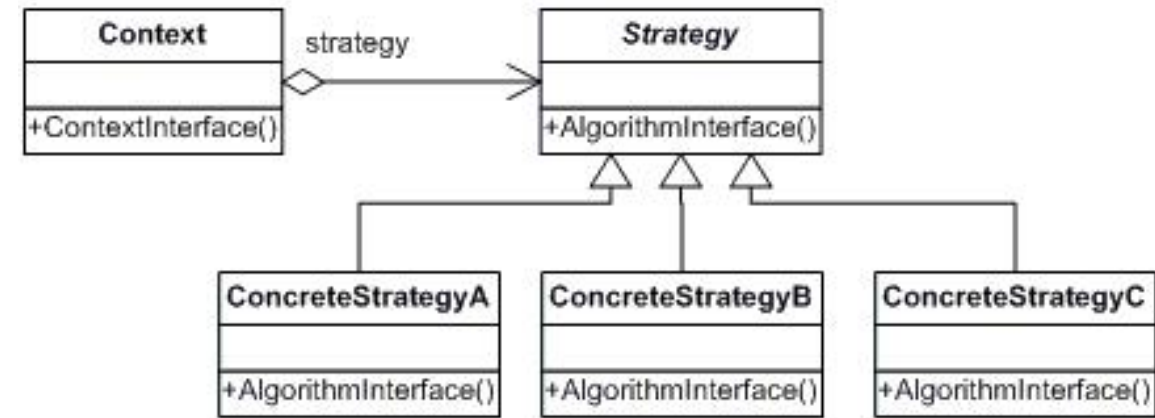 Context
strategy
Strategy
+ContextInterface()
+AlgorithmInterface()
ConcreteStrategyA
ConcreteStrategyB
ConcreteStrategyC
+AlgorithmInterface()
+AlgorithmInterface()
+AlgorithmInterface()